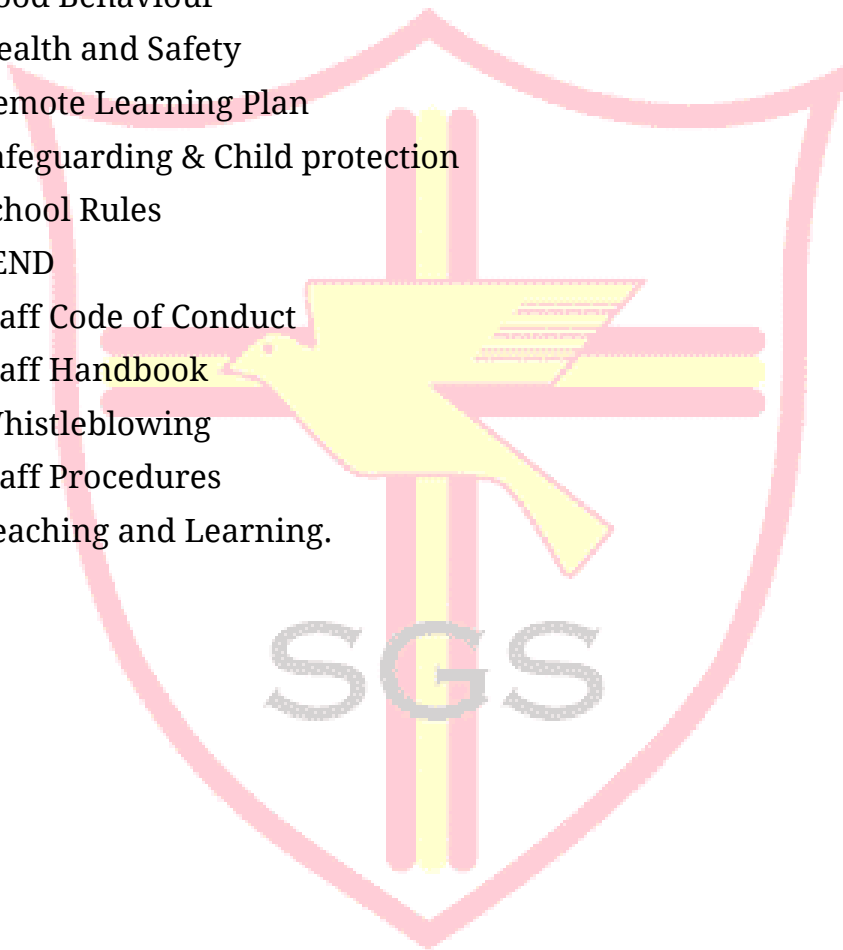 ood Behaviour
ealth and Safety
emote Learning Plan
afeguarding & Child protection
chool Rules
END
aff Code of Conduct
aff Handbook
histleblowing
aff Procedures
eaching and Learning.
SGS